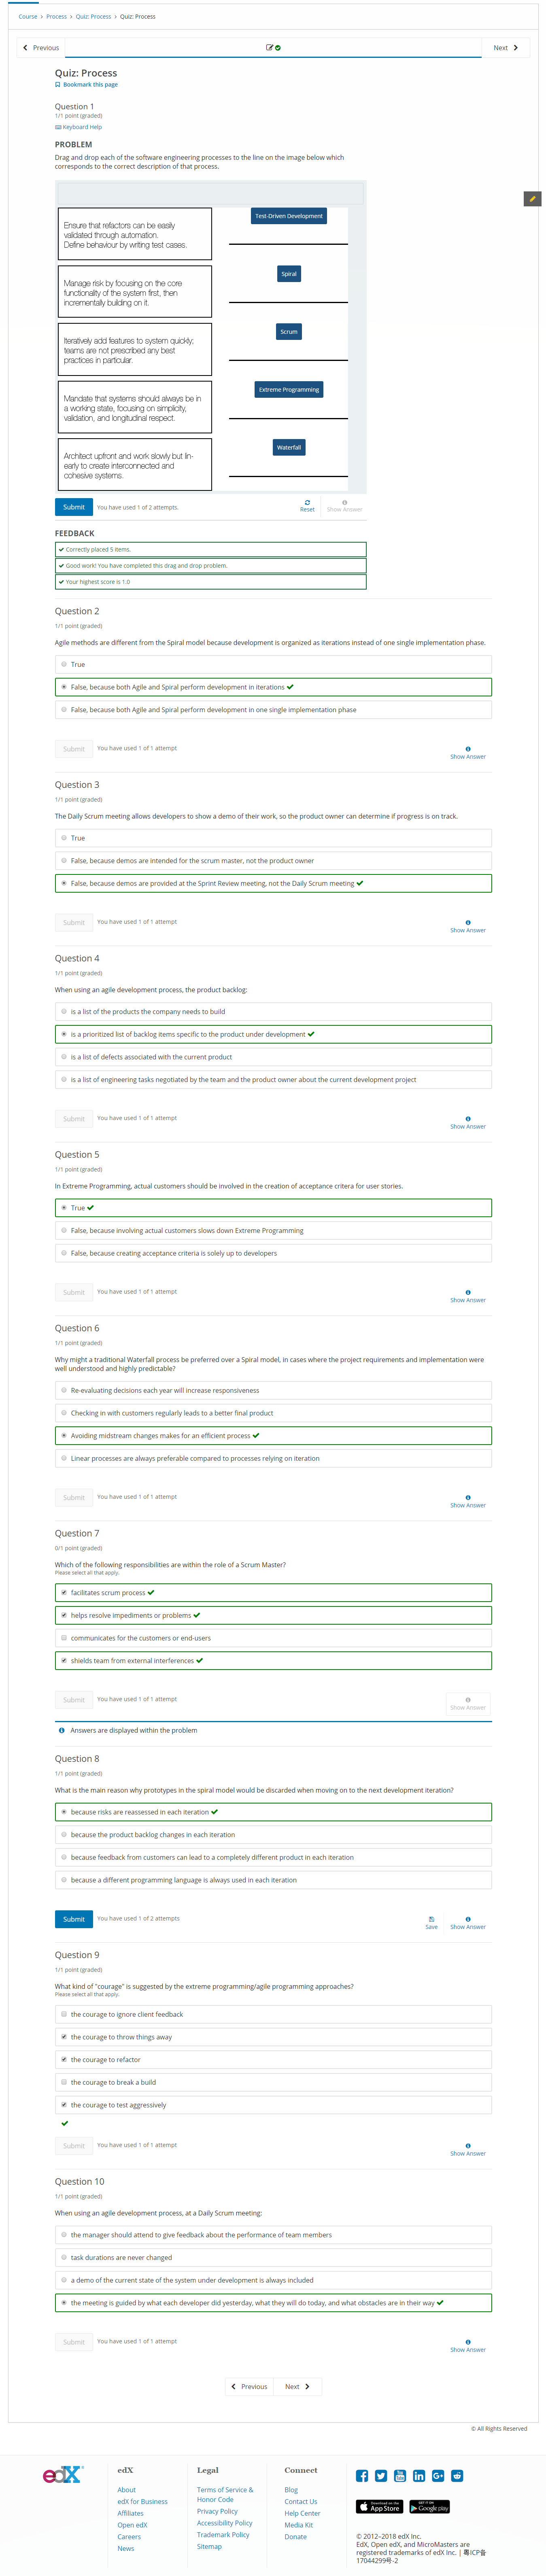 Course > Process > Quiz: Process > Quiz: Process
Previous
Next
Quiz: Process
Bookmark this page
Question 1
1/1 point (graded)
Keyboard Help
PROBLEM
Drag and drop each of the software engineering processes to the line on the image below which
corresponds to the correct description of that process.
Ensure that refactors can be easily
validated through automation.
Define behaviour by writing test cases.
Test-Driven Development
Manage risk by focusing on the core
functionality of the system first, then
incrementally building on it.
Spiral
Iteratively add features to system quickly;
teams are not prescribed any best
practices in particular.
Scrum
Mandate that systems should always be in
a working state, focusing on simplicity,
validation, and longitudinal respect.
Extreme Programming
Architect upfront and work slowly but lin-
early to create interconnected and
cohesive systems.
Waterfall
Submit You have used 1 of 2 attempts.
Reset Show Answer
FEEDBACK
Correctly placed 5 items.
Good work! You have completed this drag and drop problem.
Your highest score is 1.0
Question 2
1/1 point (graded)
Agile methods are different from the Spiral model because development is organized as iterations instead of one single implementation phase.
True
False, because both Agile and Spiral perform development in iterations
False, because both Agile and Spiral perform development in one single implementation phase
Submit You have used 1 of 1 attempt
Show Answer
Question 3
1/1 point (graded)
The Daily Scrum meeting allows developers to show a demo of their work, so the product owner can determine if progress is on track.
True
False, because demos are intended for the scrum master, not the product owner
False, because demos are provided at the Sprint Review meeting, not the Daily Scrum meeting
Submit You have used 1 of 1 attempt
Show Answer
Question 4
1/1 point (graded)
When using an agile development process, the product backlog:
is a list of the products the company needs to build
is a prioritized list of backlog items specific to the product under development
is a list of defects associated with the current product
is a list of engineering tasks negotiated by the team and the product owner about the current development project
Submit You have used 1 of 1 attempt
Show Answer
Question 5
1/1 point (graded)
In Extreme Programming, actual customers should be involved in the creation of acceptance criteria for user stories.
True
False, because involving actual customers slows down Extreme Programming
False, because creating acceptance criteria is solely up to developers
Submit You have used 1 of 1 attempt
Show Answer
Question 6
1/1 point (graded)
Why might a traditional Waterfall process be preferred over a Spiral model, in cases where the project requirements and implementation were
well understood and highly predictable?
Re-evaluating decisions each year will increase responsiveness
Checking in with customers regularly leads to a better final product
Avoiding midstream changes makes for an efficient process
Linear processes are always preferable compared to processes relying on iteration
Submit You have used 1 of 1 attempt
Show Answer
Question 7
0/1 point (graded)
Which of the following responsibilities are within the role of a Scrum Master?
Please select all that apply.
facilitates scrum process
helps resolve impediments or problems
communicates for the customers or end-users
shields team from external interferences
Submit You have used 1 of 1 attempt
Show Answer
Answers are displayed within the problem
Question 8
1/1 point (graded)
What is the main reason why prototypes in the spiral model would be discarded when moving on to the next development iteration?
because risks are reassessed in each iteration
because the product backlog changes in each iteration
because feedback from customers can lead to a completely different product in each iteration
because a different programming language is always used in each iteration
Submit You have used 1 of 2 attempts
Save Show Answer
Question 9
1/1 point (graded)
What kind of "courage" is suggested by the extreme programming/agile programming approaches?
Please select all that apply.
the courage to ignore client feedback
the courage to throw things away
the courage to refactor
the courage to break a build
the courage to test aggressively
Submit You have used 1 of 1 attempt
Show Answer
Question 10
1/1 point (graded)
When using an agile development process, at a Daily Scrum meeting:
the manager should attend to give feedback about the performance of team members
task durations are never changed
a demo of the current state of the system under development is always included
the meeting is guided by what each developer did yesterday, what they will do today, and what obstacles are in their way
Submit You have used 1 of 1 attempt
Show Answer
Previous Next
© All Rights Reserved
edX
edX
About
edX for Business
Affiliates
Open edX
Careers
News
Legal
Terms of Service &
Honor Code
Privacy Policy
Accessibility Policy
Trademark Policy
Sitemap
Connect
Blog
Contact Us
Help Center
Media Kit
Donate
Download on the
App Store
GET IT ON
Google play
© 2012–2018 edX Inc.
EdX, Open edX, and MicroMasters are
registered trademarks of edX Inc. | 粤ICP备
17044299号-2